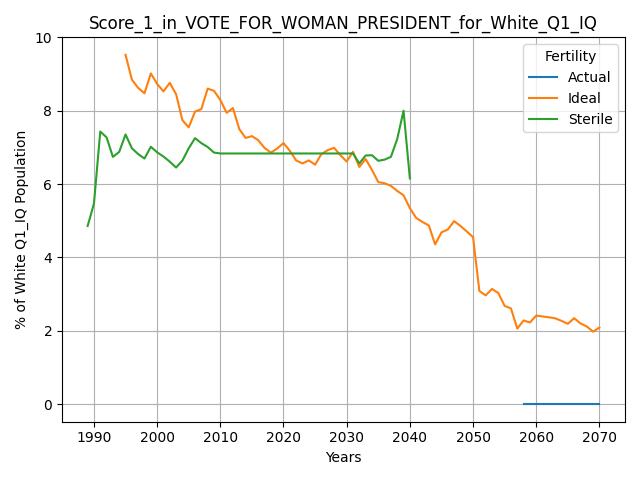 Score_1_in_VOTE_FOR_WOMAN_PRESIDENT_for_White_Q1_IQ
Fertility
Actual
Ideal
Sterile
% of White Q1_IQ Population
10
8
6
4
2
0
1990 2000 2010 2020 2030 2040 2050 2060 2070
Years